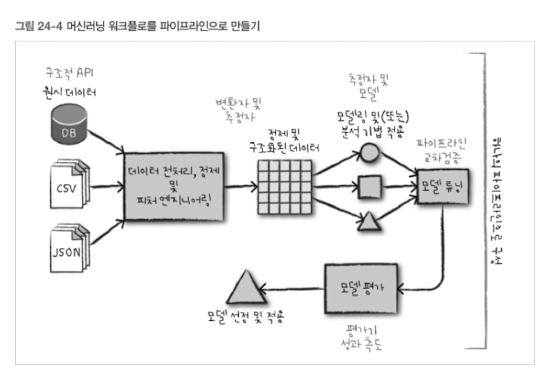 그림 24-4 머신러닝 워크플로를 파이프라인으로 만들기
구조적 API
원시 데이터
DB
CSV
JSON
데이터 전처리, 정제
및
피처 엔지니어링
변환자 및
추정자
정제 및
구조화된 데이터
추정자 및
모델
모델링 및(또는)
분석 기법 적용
파이프라인
교차검증
모델 튜닝
모델 평가
평가기
성과 측도
모델 선정 및 적용
하나의 파이프라인으로 구성